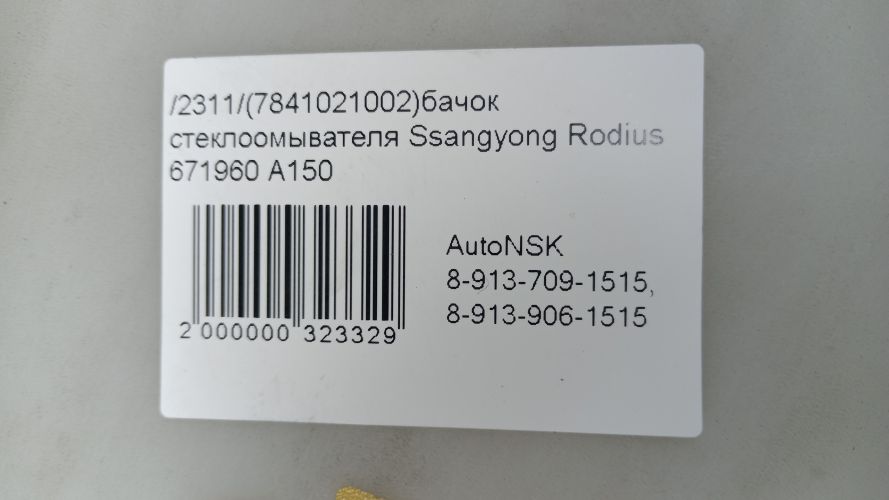 /2311/(7841021002)бачок
стеклоомывателя Ssangyong Rodius
671960 A150
AutoNSK
8-913-709-1515,
8-913-906-1515
2 000000 323329